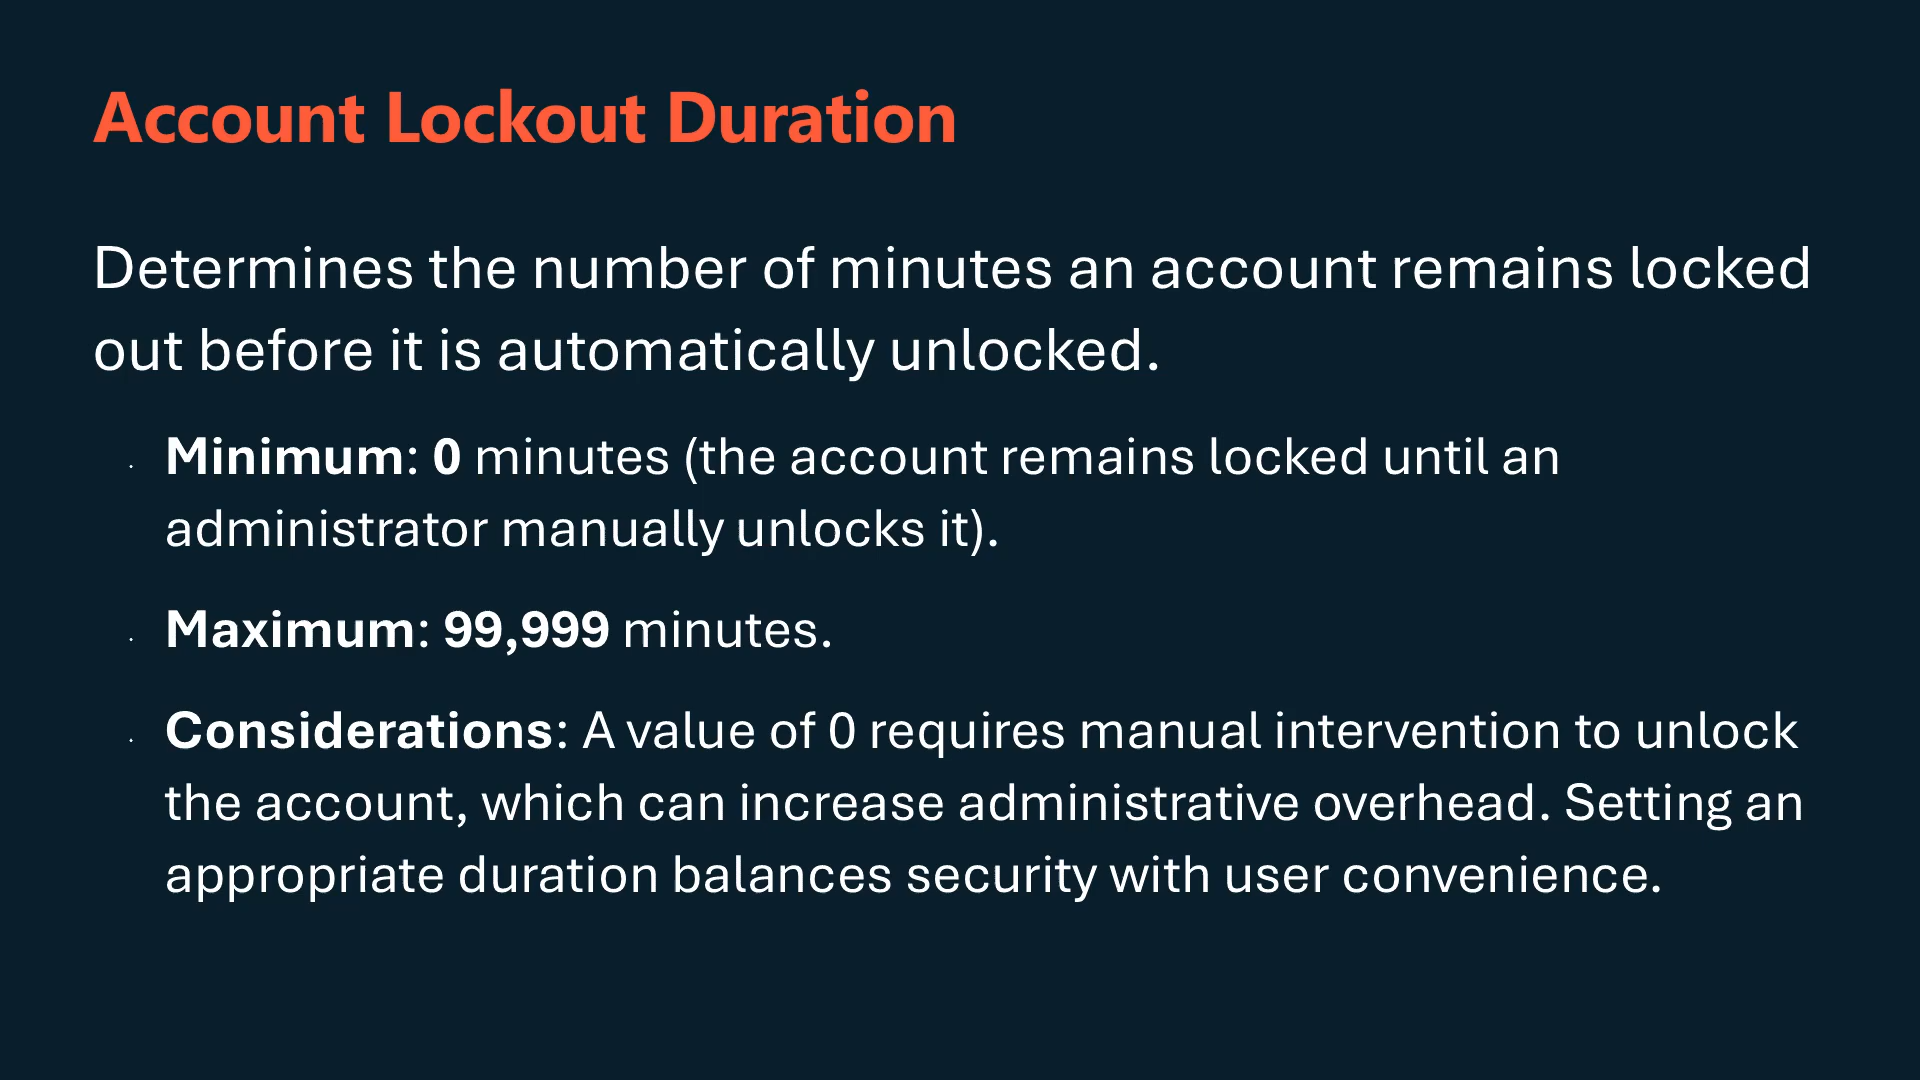 Account Lockout Duration
Determines the number of minutes an account remains locked
out before it is automatically unlocked.
· Minimum: 0 minutes (the account remains locked until an
administrator manually unlocks it).
· Maximum: 99,999 minutes.
· Considerations: A value of 0 requires manual intervention to unlock
the account, which can increase administrative overhead. Setting an
appropriate duration balances security with user convenience.